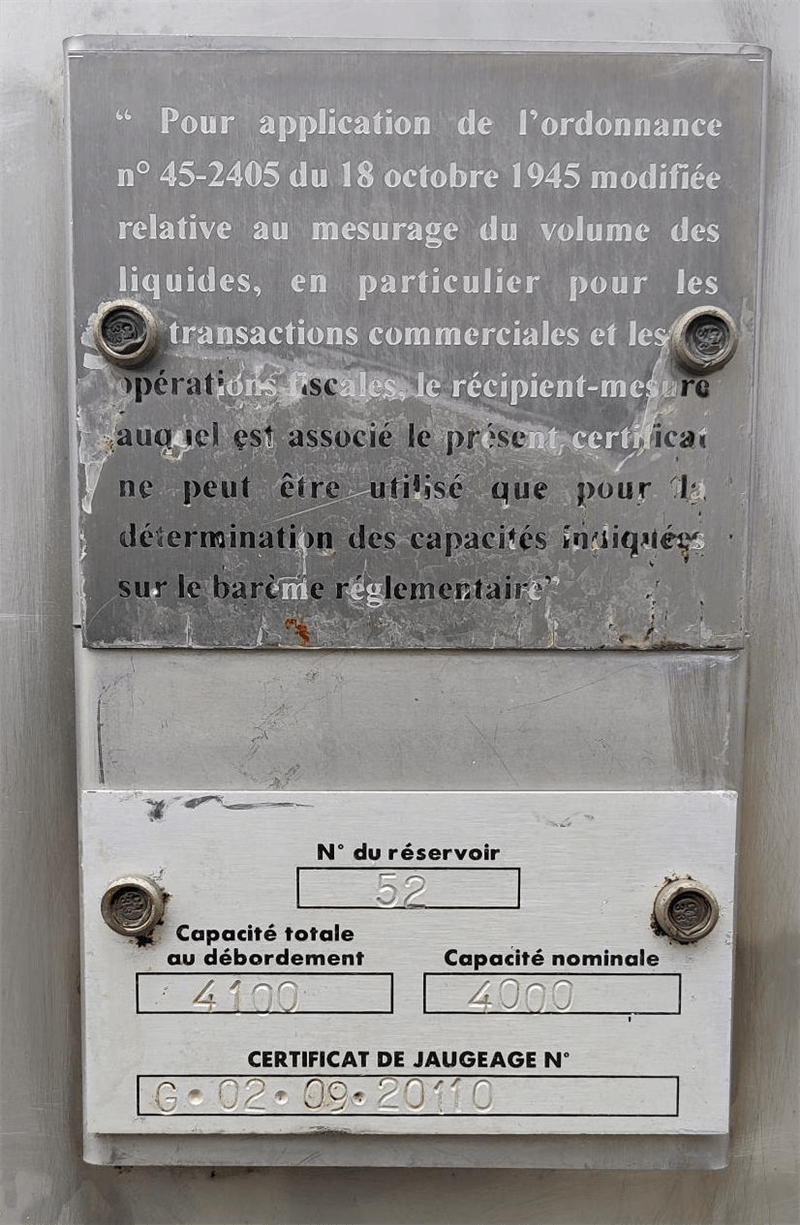 “ Pour application de l'ordonnance
n° 45-2405 du 18 octobre 1945 modifiée
relative au mesurage du volume des
liquides, en particulier pour les
transactions commerciales et les
opérations fiscales, le récipient-mesure
auquel est associé le présent certificat
ne peut être utilisé que pour la
détermination des capacités indiquées
sur le barème réglementaire”
N° du réservoir
52
Capacité totale
au débordement
Capacité nominale
4100
4000
CERTIFICAT DE JAUGEAGE N°
G•02•09•20110